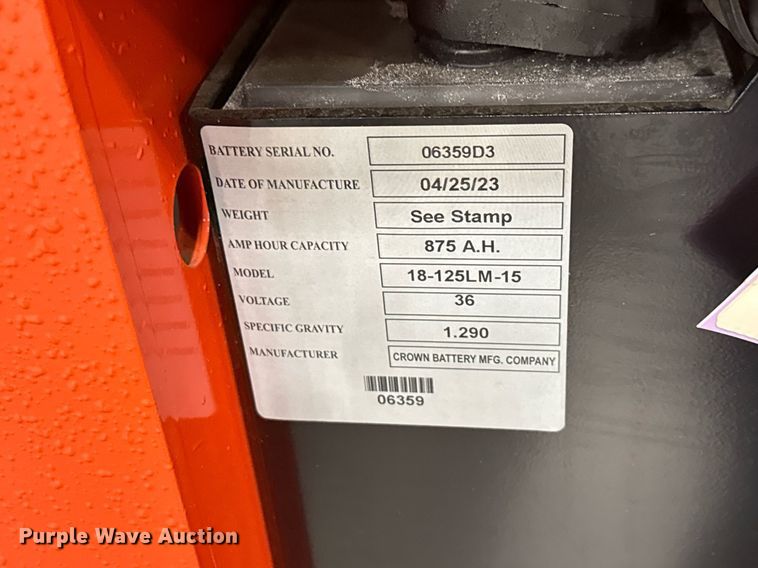 BATTERY SERIAL NO. 06359D3
DATE OF MANUFACTURE 04/25/23
WEIGHT See Stamp
AMP HOUR CAPACITY 875 A.H.
MODEL 18-125LM-15
VOLTAGE 36
SPECIFIC GRAVITY 1.290
MANUFACTURER CROWN BATTERY MFG. COMPANY
06359
Purple Wave Auction